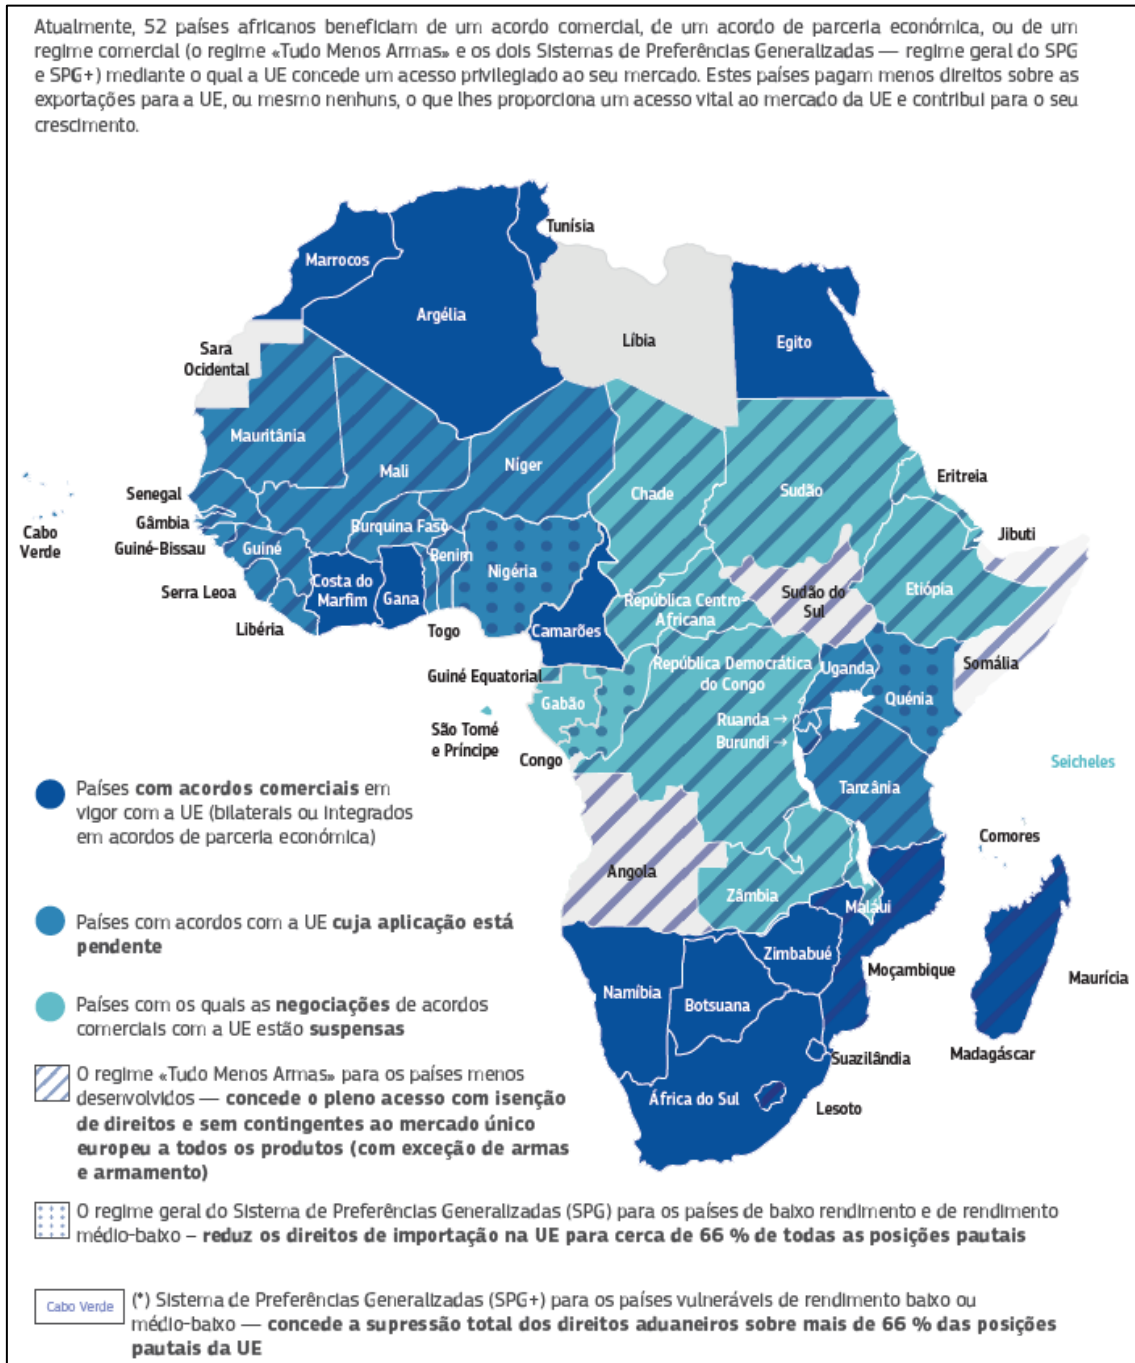 Atualmente, 52 países africanos beneficiam de um acordo comercial, de um acordo de parceria económica, ou de um
regime comercial (o regime «Tudo Menos Armas» e os dois Sistemas de Preferências Generalizadas — regime geral do SPG
e SPG+) mediante o qual a UE concede um acesso privilegiado ao seu mercado. Estes países pagam menos direitos sobre as
exportações para a UE, ou mesmo nenhuns, o que lhes proporciona um acesso vital ao mercado da UE e contribui para o seu
crescimento.
Tunísia
Marrocos
Argélia
Líbia
Egito
Sara
Ocidental
Mauritânia
Mali
Níger
Chade
Sudão
Eritreia
Senegal
Gâmbia
Guiné-Bissau
Cabo
Verde
Guiné
Burquina Faso
Benim
Nigéria
Jibuti
Etiópia
Serra Leoa
Costa do
Marfim
Gana
Libéria
Togo
Camarões
República Centro-
Africana
Sudão do
Sul
Somália
Guiné Equatorial
Gabão
República Democrática
do Congo
Uganda
Quénia
Ruanda →
Burundi →
São Tomé
e Príncipe
Congo
Seicheles
Tanzânia
Comores
Angola
Zâmbia
Maláui
Zimbabué
Moçambique
Namíbia
Botsuana
Maurícia
Madagáscar
Suazilândia
África do Sul
Lesoto
Países com acordos comerciais em
vigor com a UE (bilaterais ou integrados
em acordos de parceria económica)
Países com acordos com a UE cuja aplicação está
pendente
Países com os quais as negociações de acordos
comerciais com a UE estão suspensas
O regime «Tudo Menos Armas» para os países menos
desenvolvidos — concede o pleno acesso com isenção
de direitos e sem contingentes ao mercado único
europeu a todos os produtos (com exceção de armas
e armamento)
O regime geral do Sistema de Preferências Generalizadas (SPG) para os países de baixo rendimento e de rendimento
médio-baixo – reduz os direitos de importação na UE para cerca de 66 % de todas as posições pautais
Cabo Verde
(*) Sistema de Preferências Generalizadas (SPG+) para os países vulneráveis de rendimento baixo ou
médio-baixo — concede a supressão total dos direitos aduaneiros sobre mais de 66 % das posições
pautais da UE